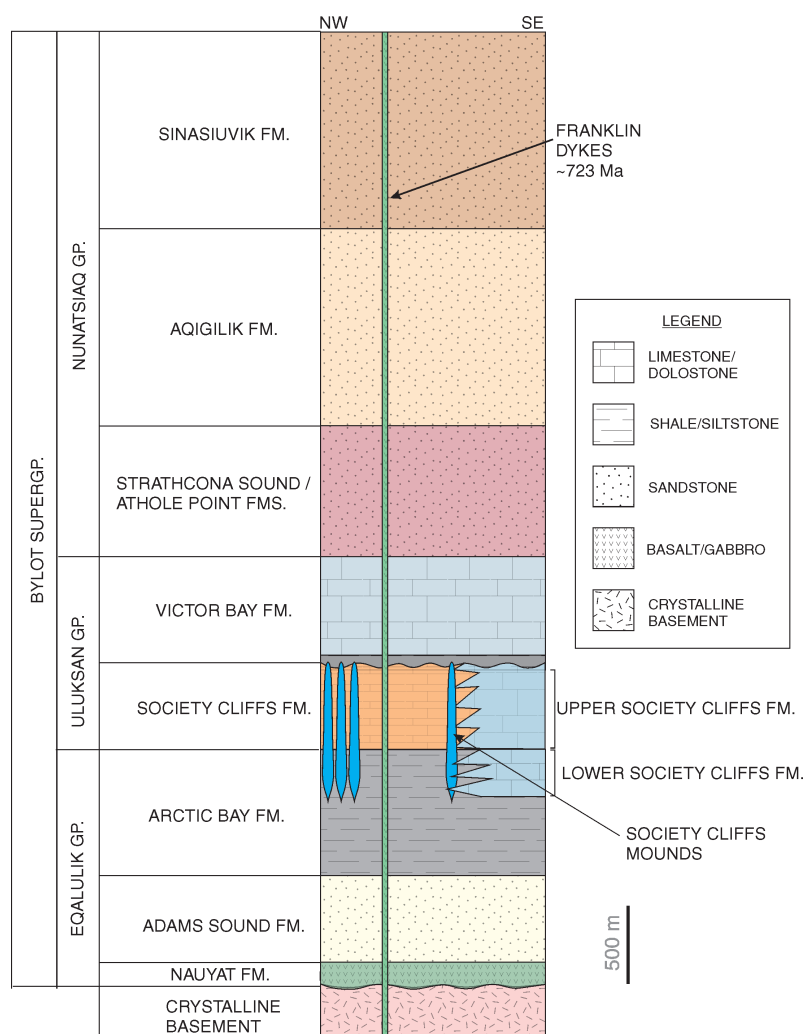 NW
SE
SINASIUVIK FM.
FRANKLIN
DYKES
~723 Ma
NUNATSIAQ GP.
AQIGILIK FM.
LEGEND
LIMESTONE/
DOLOSTONE
SHALE/SILTSTONE
SANDSTONE
BASALT/GABBRO
CRYSTALLINE
BASEMENT
STRATHCONA SOUND /
ATHOLE POINT FMS.
BYLOT SUPERGP.
VICTOR BAY FM.
ULUKSAN GP.
SOCIETY CLIFFS FM.
UPPER SOCIETY CLIFFS FM.
LOWER SOCIETY CLIFFS FM.
ARCTIC BAY FM.
SOCIETY CLIFFS
MOUNDS
EQALULIK GP.
ADAMS SOUND FM.
500 m
NAUYAT FM.
CRYSTALLINE
BASEMENT